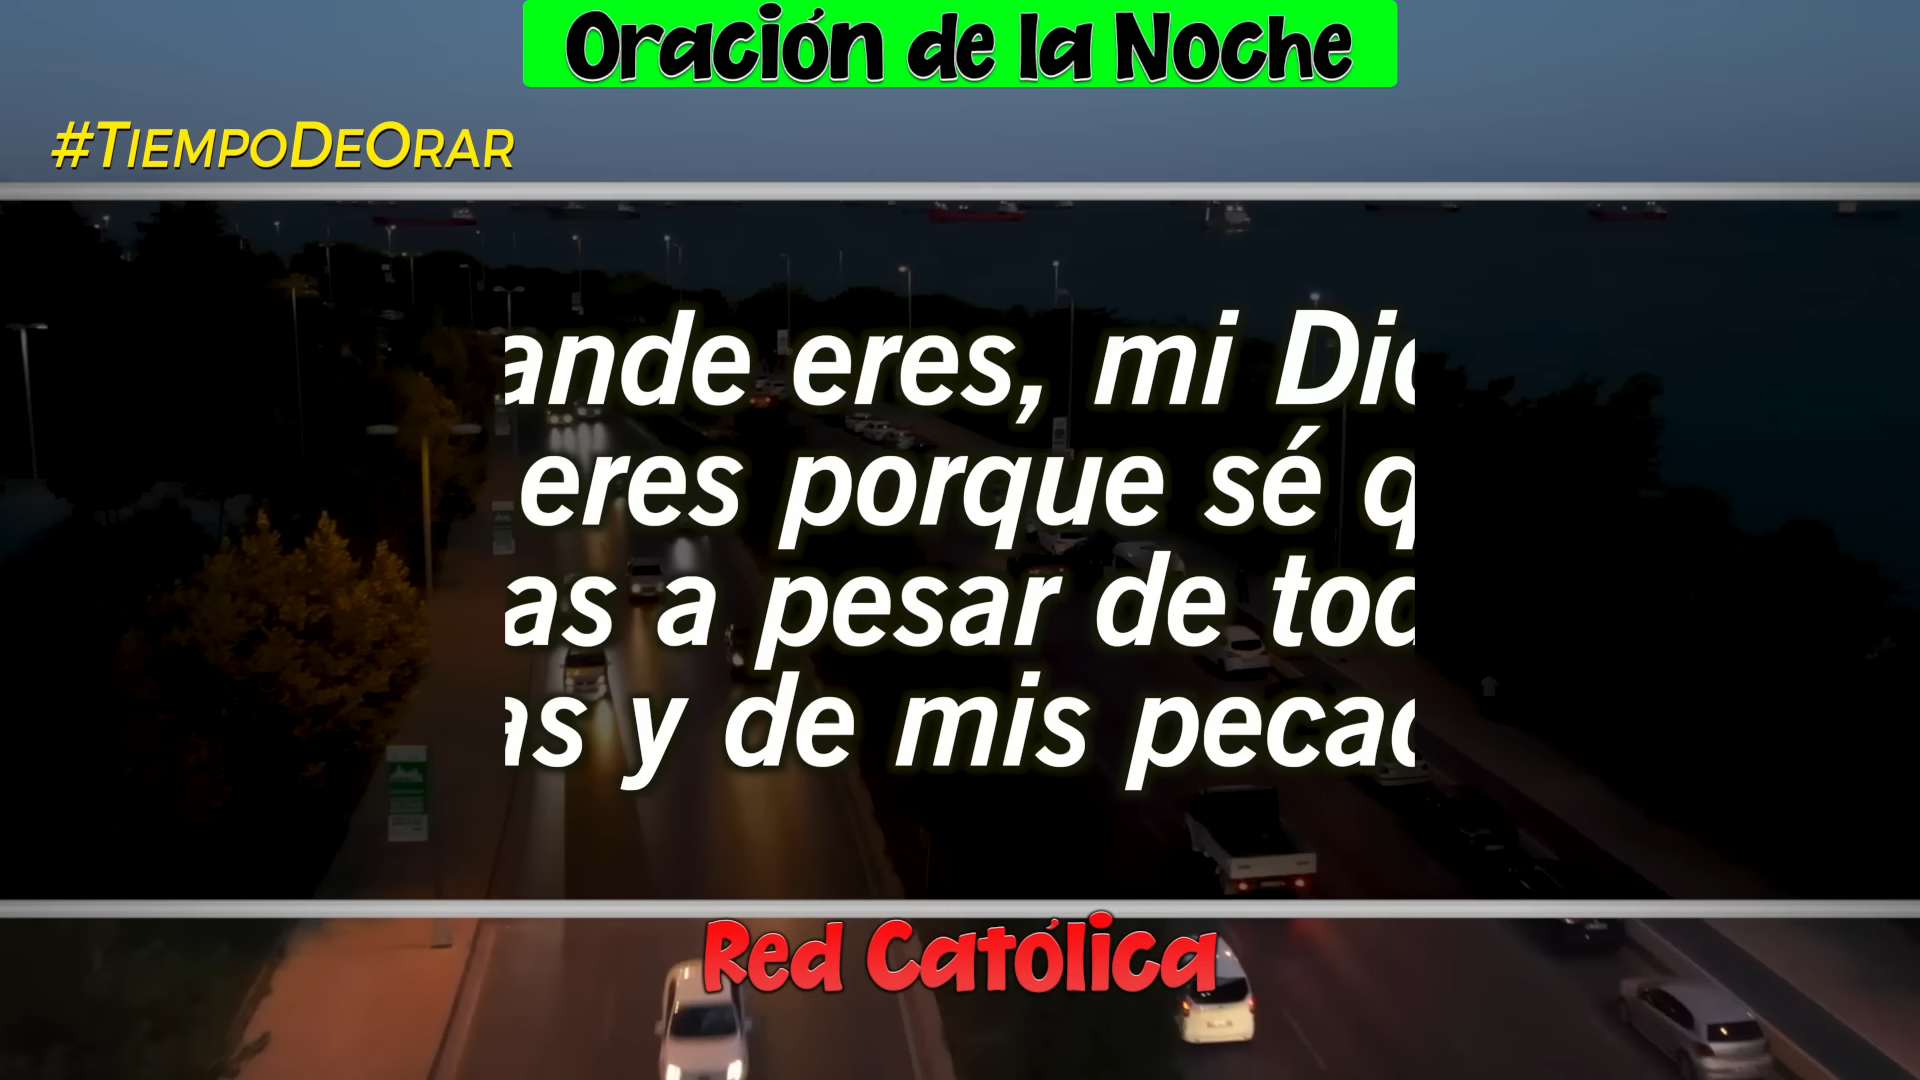 Oración de la Noche
#TiempoDeOrar
ande eres, mi Dio
eres porque sé q
as a pesar de tod
as y de mis pecad
Red Católica